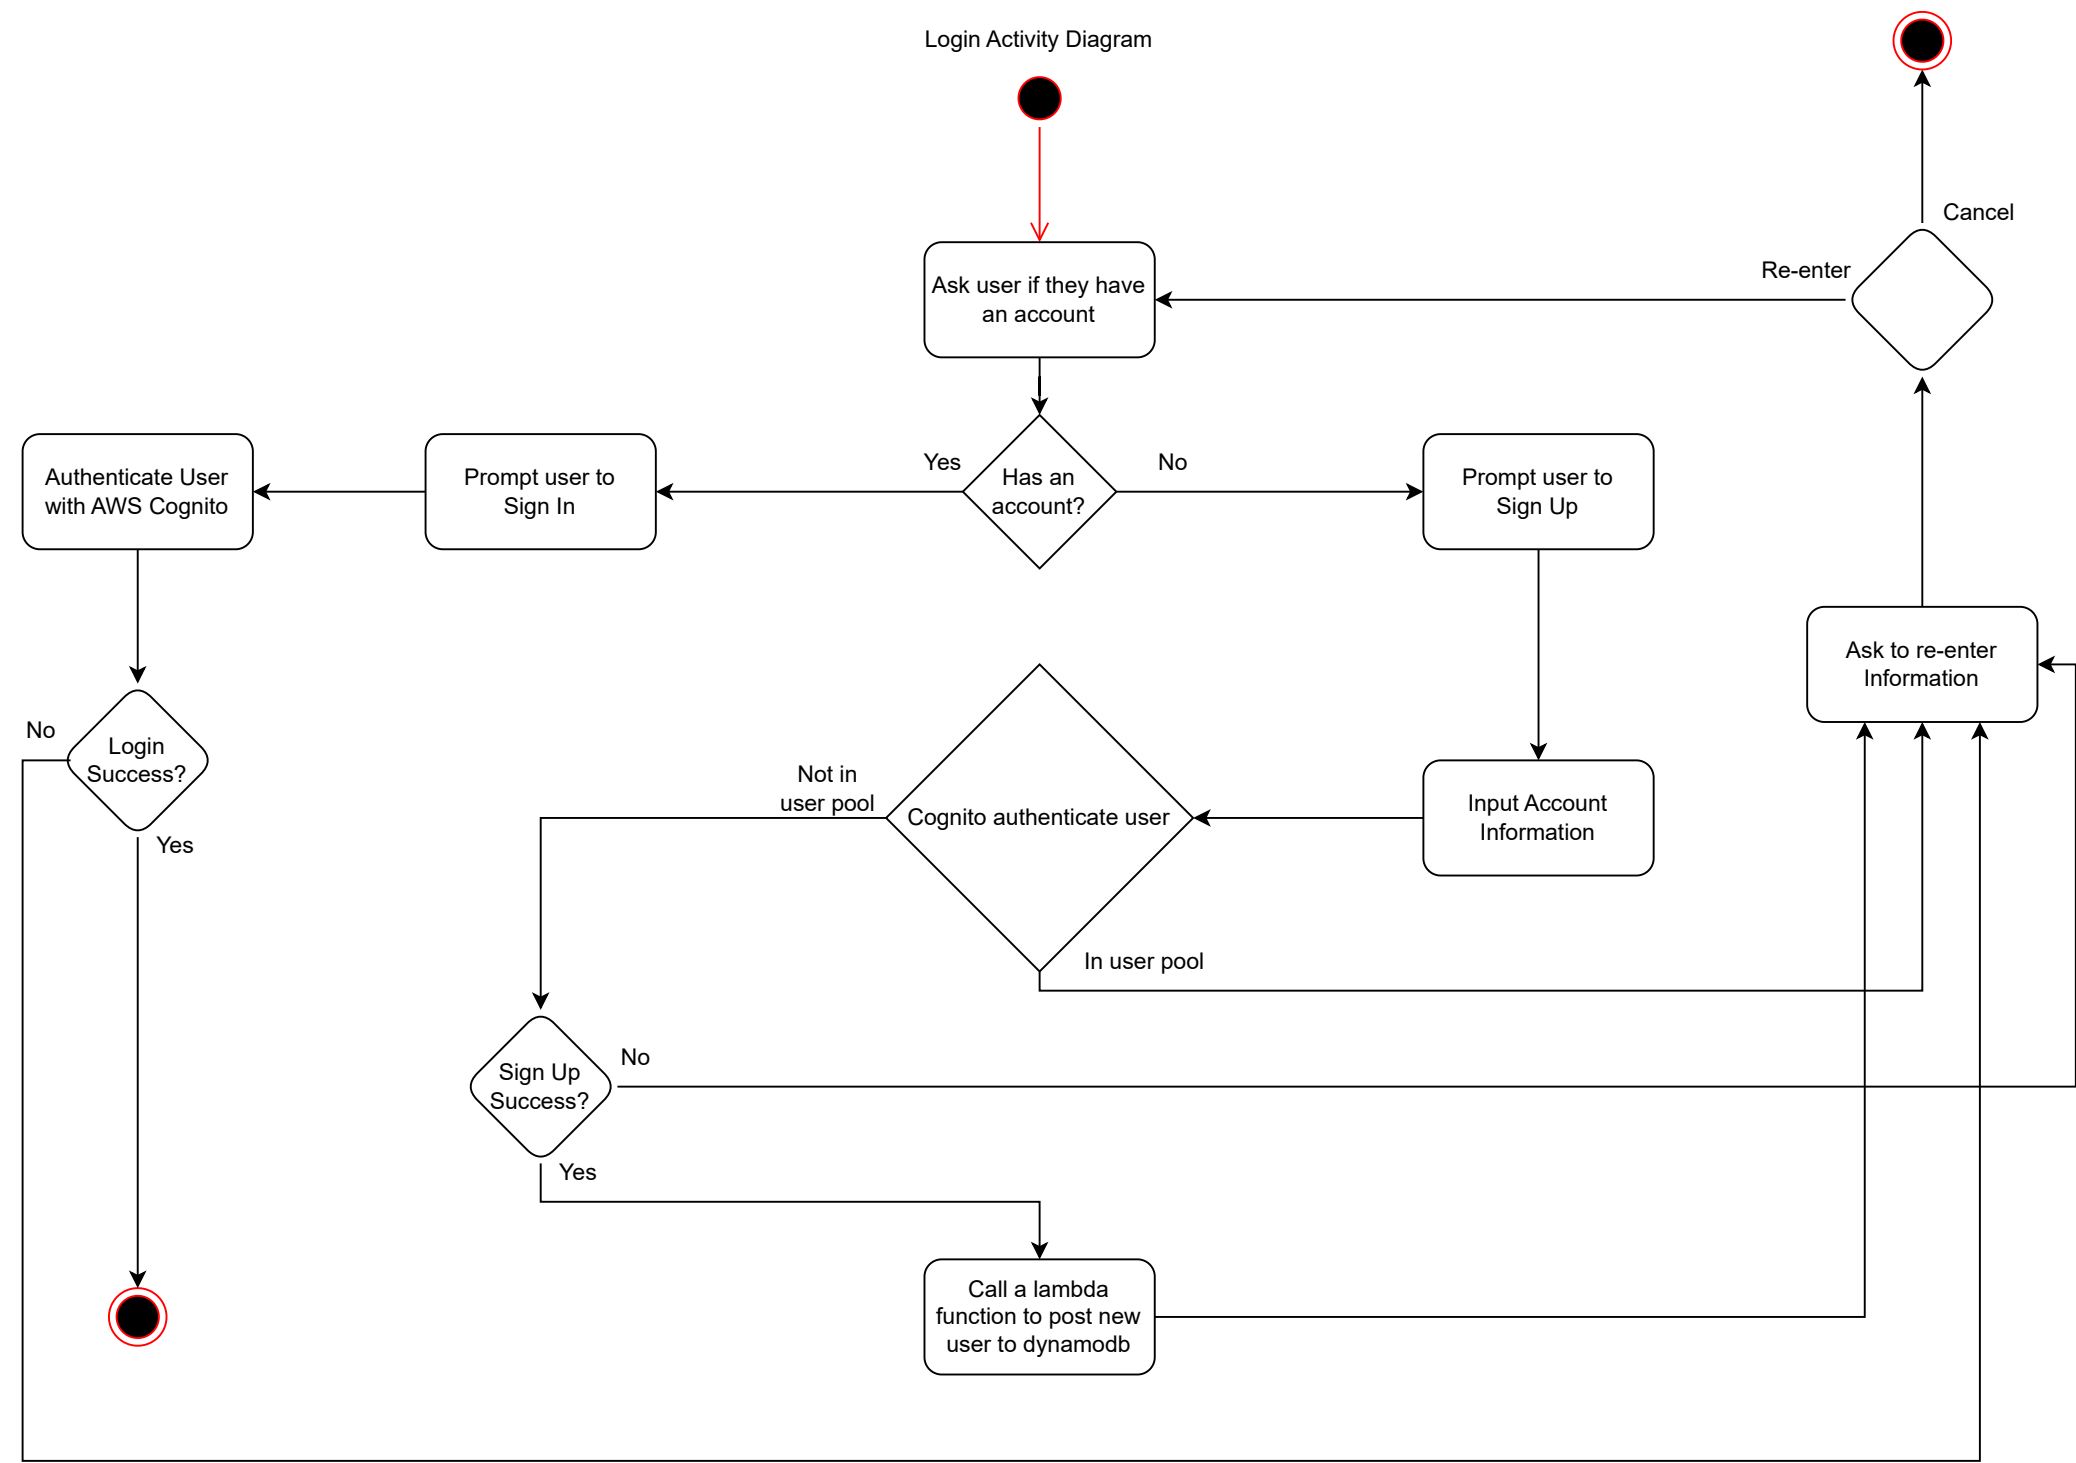 Login Activity Diagram
Cancel
Re-enter
Ask user if they have
an account
Yes
No
Authenticate User
with AWS Cognito
Prompt user to
Sign In
Has an
account?
Prompt user to
Sign Up
Ask to re-enter
Information
No
Login
Success?
Yes
Not in
user pool
Cognito authenticate user
Input Account
Information
In user pool
Sign Up
Success?
No
Yes
Call a lambda
function to post new
user to dynamodb